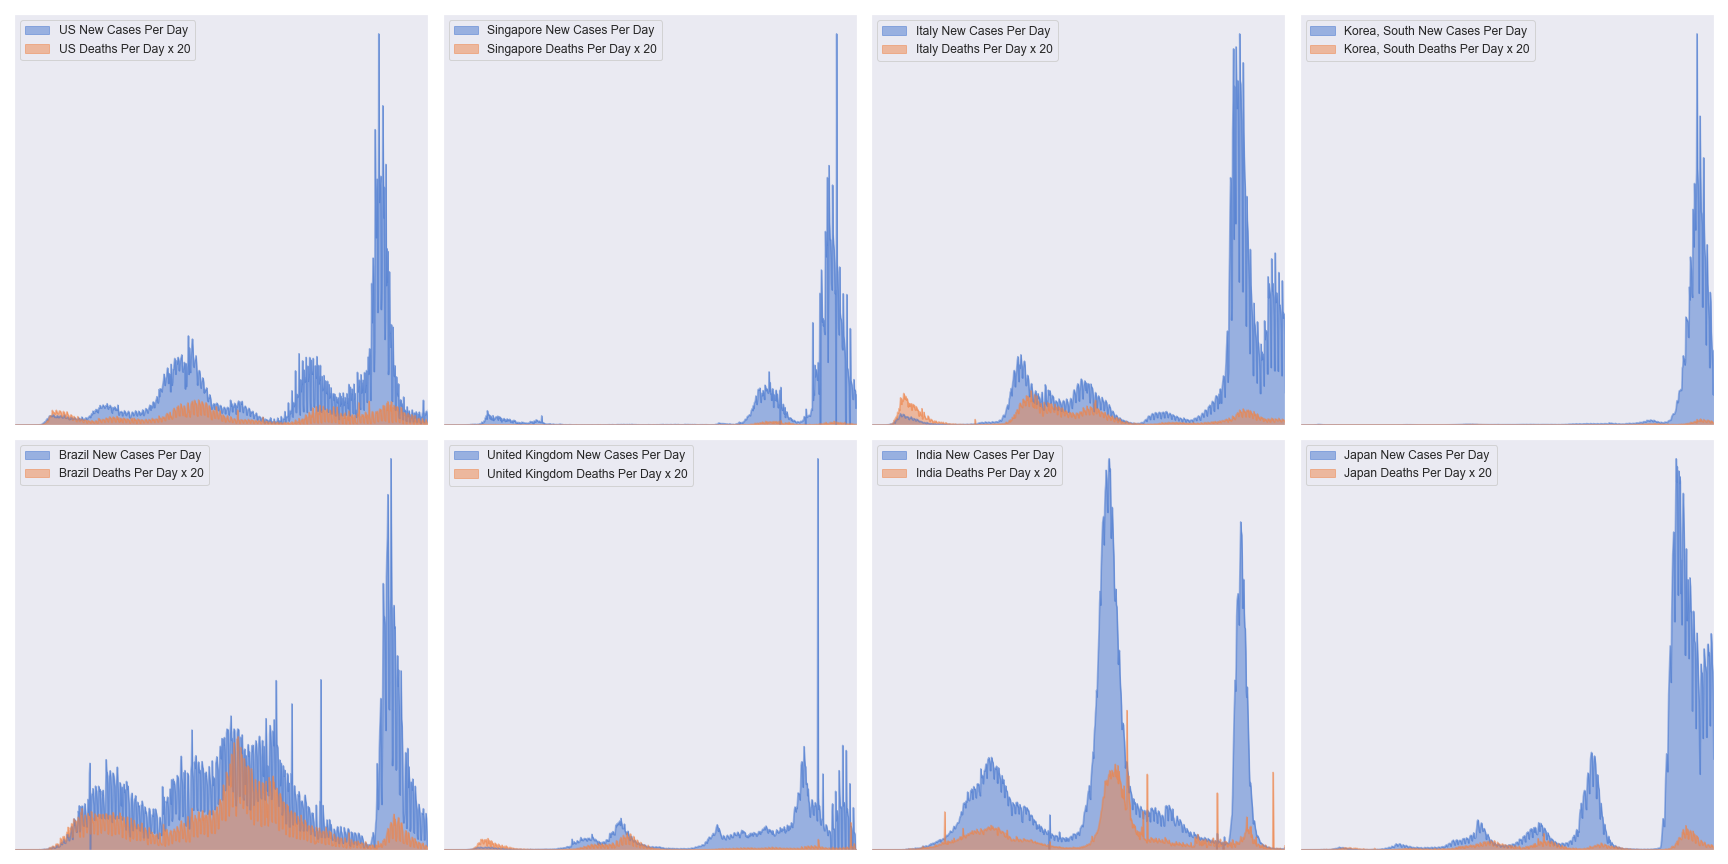 US New Cases Per Day
US Deaths Per Day x 20
Singapore New Cases Per Day
Singapore Deaths Per Day x 20
Italy New Cases Per Day
Italy Deaths Per Day x 20
Korea, South New Cases Per Day
Korea, South Deaths Per Day x 20
Brazil New Cases Per Day
Brazil Deaths Per Day x 20
United Kingdom New Cases Per Day
United Kingdom Deaths Per Day x 20
India New Cases Per Day
India Deaths Per Day x 20
Japan New Cases Per Day
Japan Deaths Per Day x 20